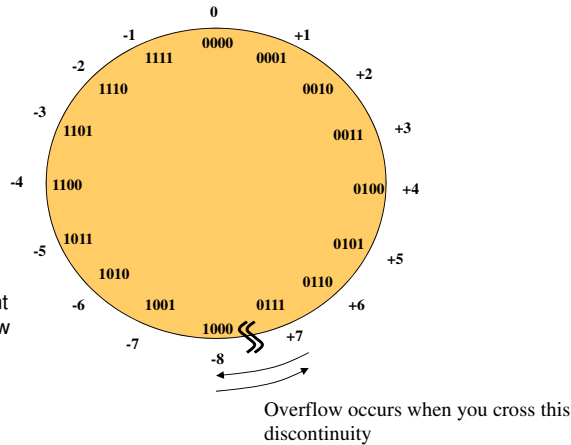 0
-1 0000 +1
1111 0001
-2 +2
1110 0010
-3 +3
1101 0011
-4 1100 0100 +4
1011 0101
-5 +5
1010 0110
-6 1001 0111 +6
1000
-7 +7
-8
Overflow occurs when you cross this
discontinuity